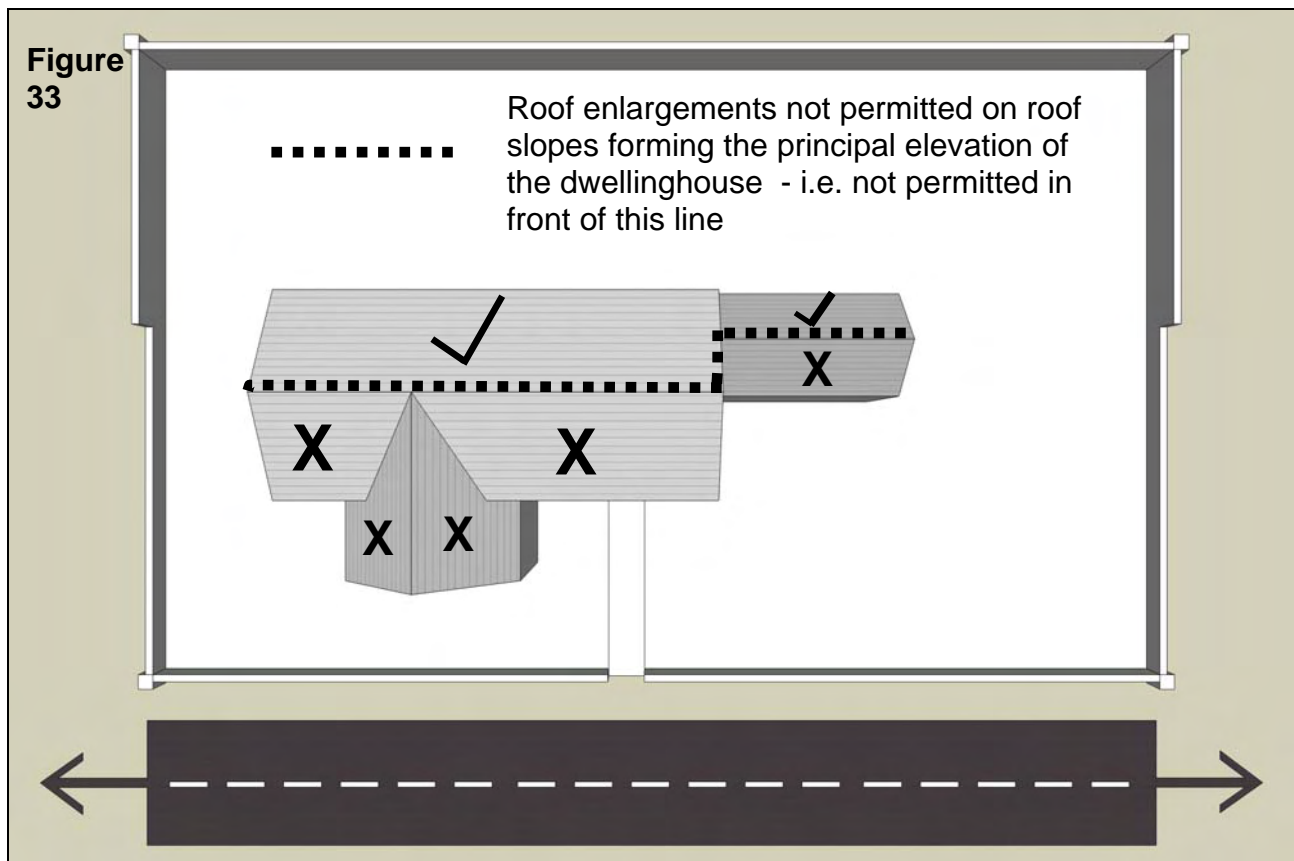 Figure
33
Roof enlargements not permitted on roof
slopes forming the principal elevation of
the dwellinghouse - i.e. not permitted in
front of this line
X
X
X
X
X